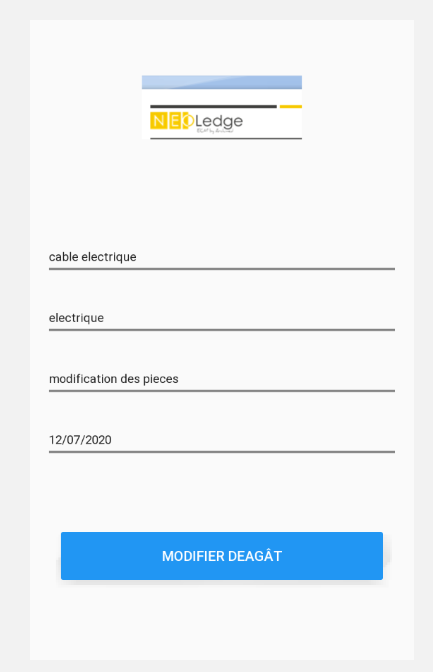 NEOLedge
cable electrique
electrique
modification des pieces
12/07/2020
MODIFIER DEAGÂT